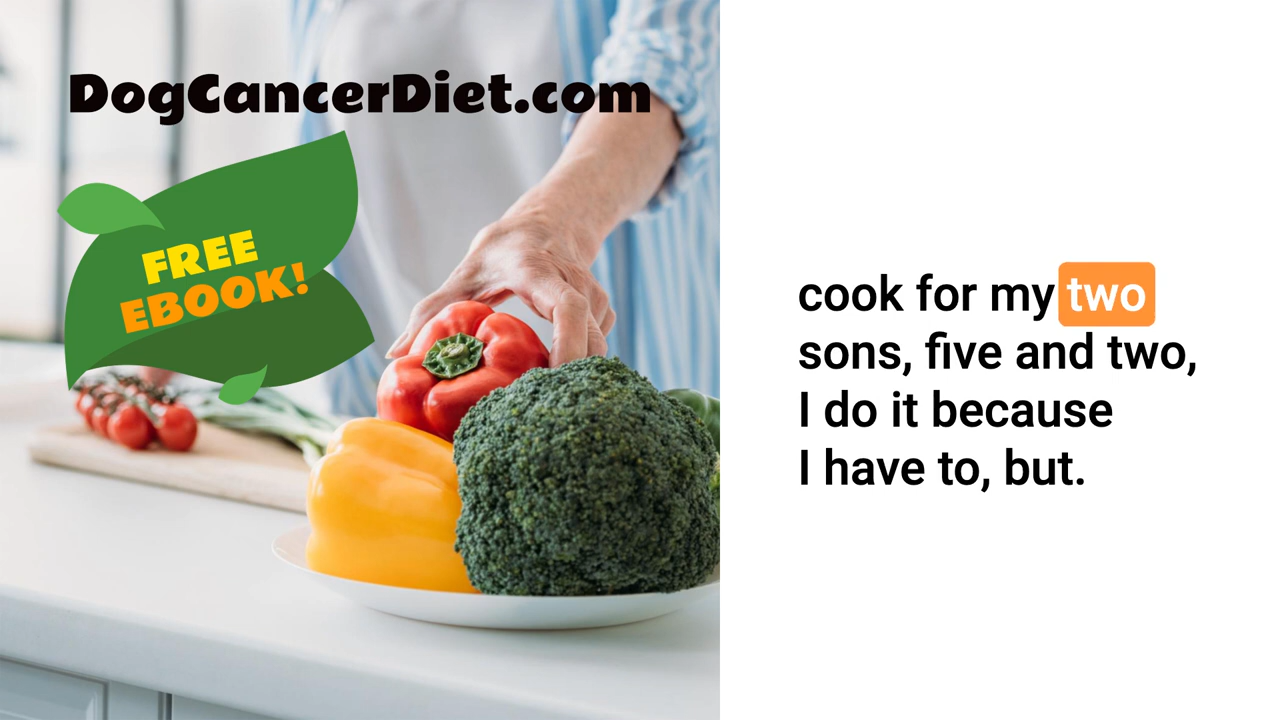 DogCancerDiet.com
FREE
EBOOK!
cook for my two
sons, five and two,
I do it because
I have to, but.